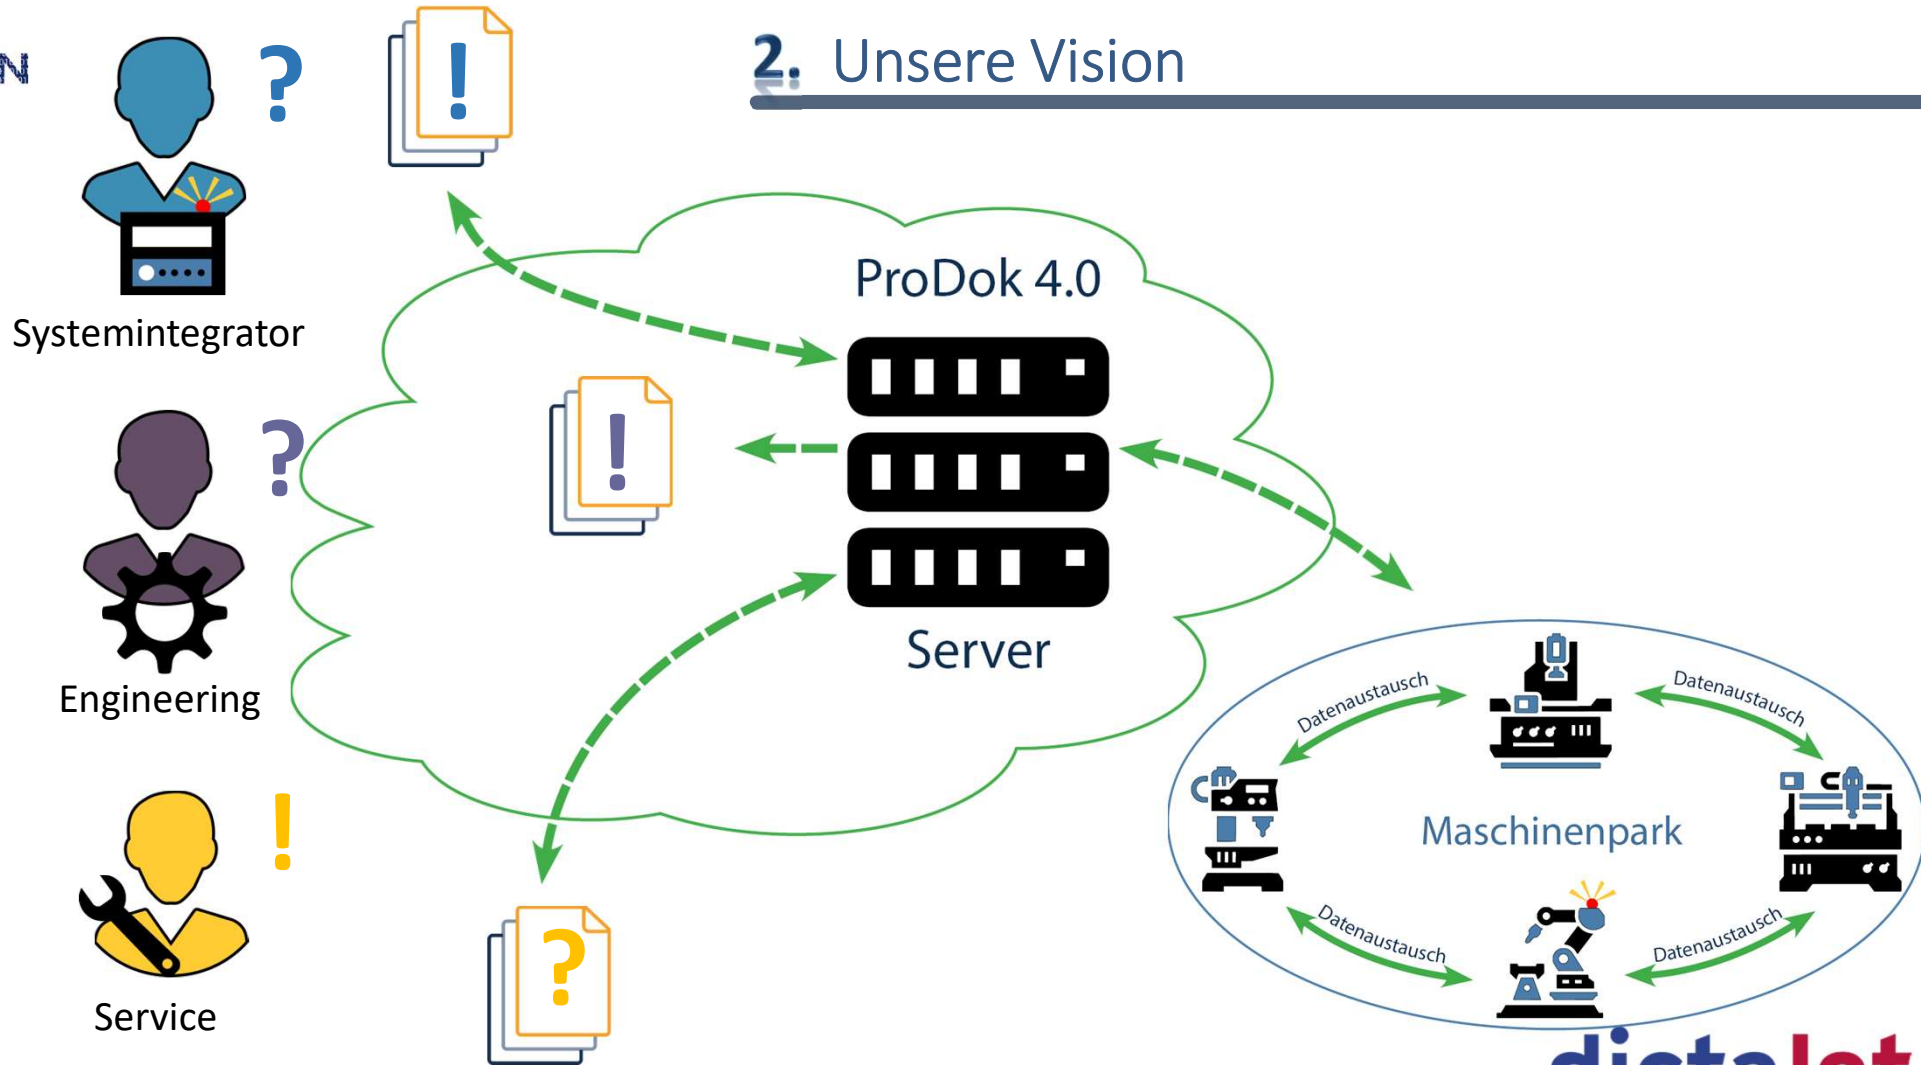 N
2. Unsere Vision
?
!
Systemintegrator
ProDok 4.0
?
!
Engineering
Server
!
Service
?
Datenaustausch
Datenaustausch
Maschinenpark
Datenaustausch
Datenaustausch